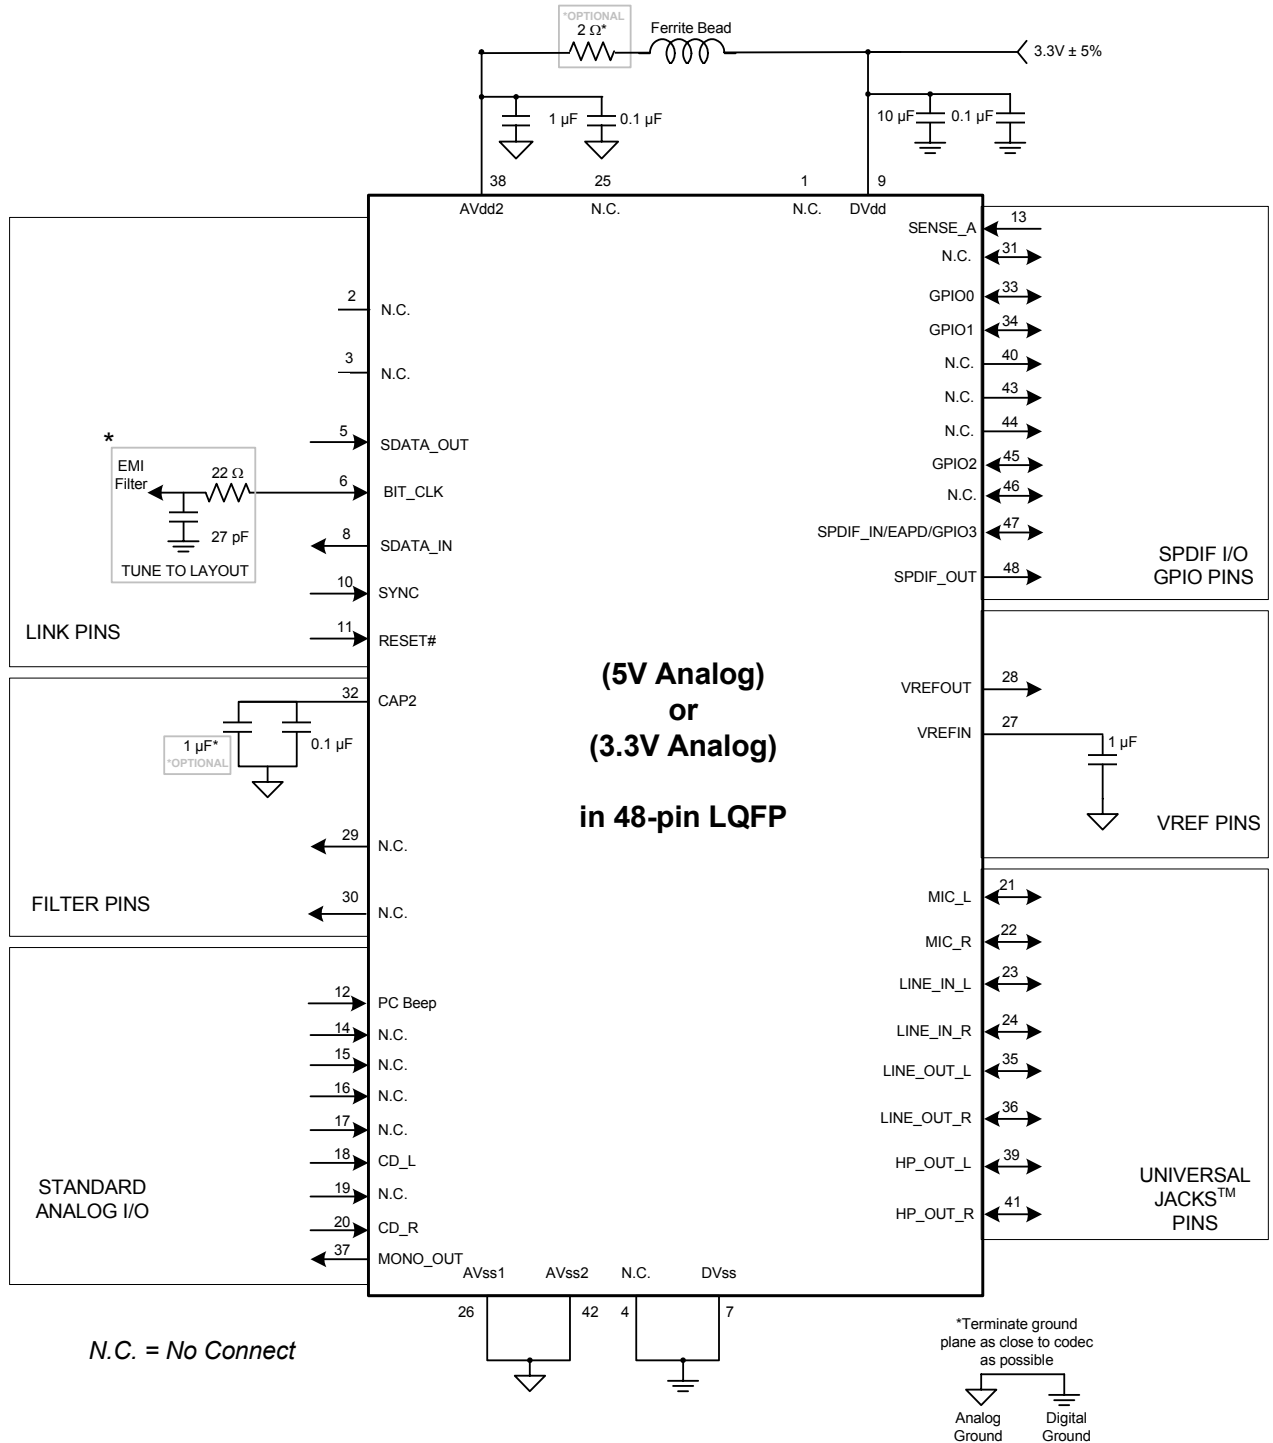 *OPTIONAL
2 Ω*
Ferrite Bead
3.3V ± 5%
1 µF
0.1 µF
10 µF
0.1 µF
38
25
1
9
AVdd2
N.C.
N.C.
DVdd
2
N.C.
3
N.C.
5
SDATA_OUT
*
EMI
Filter
22 Ω
27 pF
TUNE TO LAYOUT
6
BIT_CLK
8
SDATA_IN
10
SYNC
11
RESET#
LINK PINS
32
CAP2
1 µF*
*OPTIONAL
0.1 µF
29
N.C.
30
N.C.
FILTER PINS
12
PC Beep
14
N.C.
15
N.C.
16
N.C.
17
N.C.
18
CD_L
19
N.C.
20
CD_R
37
MONO_OUT
STANDARD
ANALOG I/O
(5V Analog)
or
(3.3V Analog)
in 48-pin LQFP
SENSE_A
13
N.C.
31
GPIO0
33
GPIO1
34
N.C.
40
N.C.
43
N.C.
44
GPIO2
45
N.C.
46
SPDIF_IN/EAPD/GPIO3
47
SPDIF_OUT
48
SPDIF I/O
GPIO PINS
VREFOUT
28
VREFIN
27
1 µF
VREF PINS
MIC_L
21
MIC_R
22
LINE_IN_L
23
LINE_IN_R
24
LINE_OUT_L
35
LINE_OUT_R
36
HP_OUT_L
39
HP_OUT_R
41
UNIVERSAL
JACKS™
PINS
AVss1
AVss2
N.C.
DVss
26
42
4
7
N.C. = No Connect
*Terminate ground
plane as close to codec
as possible
Analog
Ground
Digital
Ground